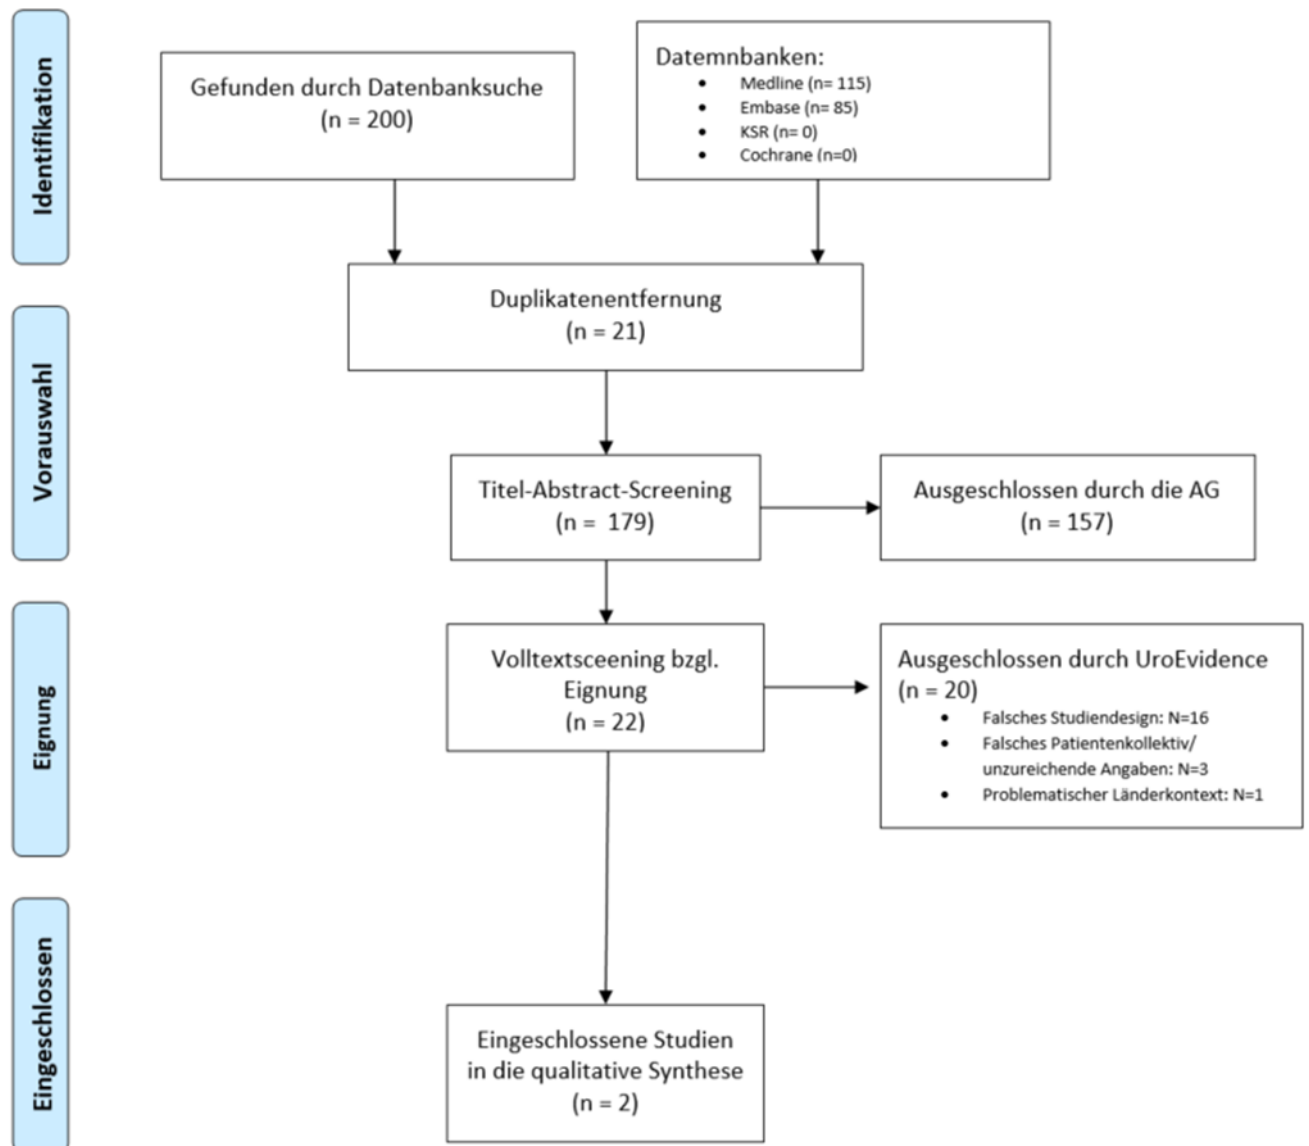 Identifikation
Gefunden durch Datenbanksuche
(n = 200)
Datemnbanken:
• Medline (n= 115)
• Embase (n= 85)
• KSR (n= 0)
• Cochrane (n=0)
Duplikatenentfernung
(n = 21)
Vorauswahl
Titel-Abstract-Screening
(n =  179)
Ausgeschlossen durch die AG
(n = 157)
Eignung
Volltextsceening bzgl.
Eignung
(n = 22)
Ausgeschlossen durch UroEvidence
(n = 20)
• Falsches Studiendesign: N=16
• Falsches Patientenkollektiv/
unzureichende Angaben: N=3
• Problematischer Länderkontext: N=1
Eingeschlossen
Eingeschlossene Studien
in die qualitative Synthese
(n = 2)